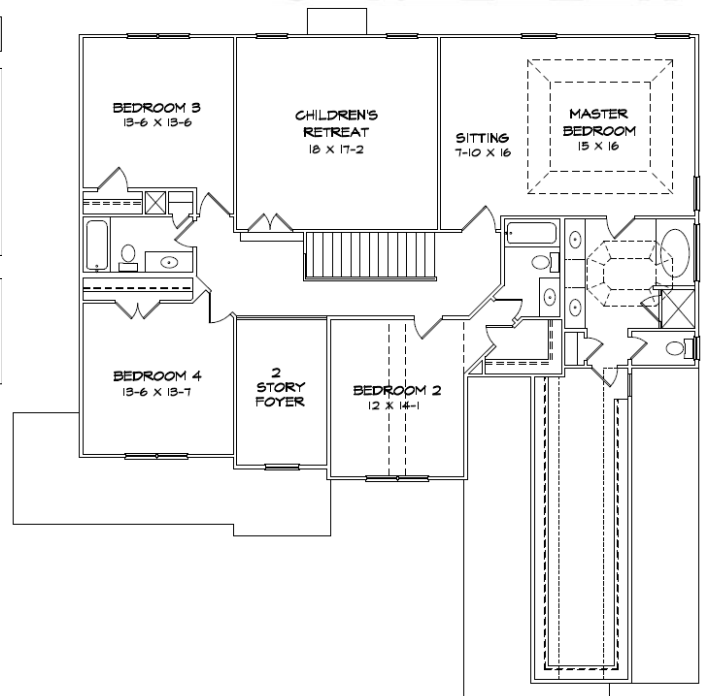 BEDROOM 3
13-6 X 13-6
CHILDREN'S
RETREAT
18 X 17-2
SITTING
7-10 X 16
MASTER
BEDROOM
15 X 16
BEDROOM 4
13-6 X 13-7
2
STORY
FOYER
BEDROOM 2
12 X 14-1